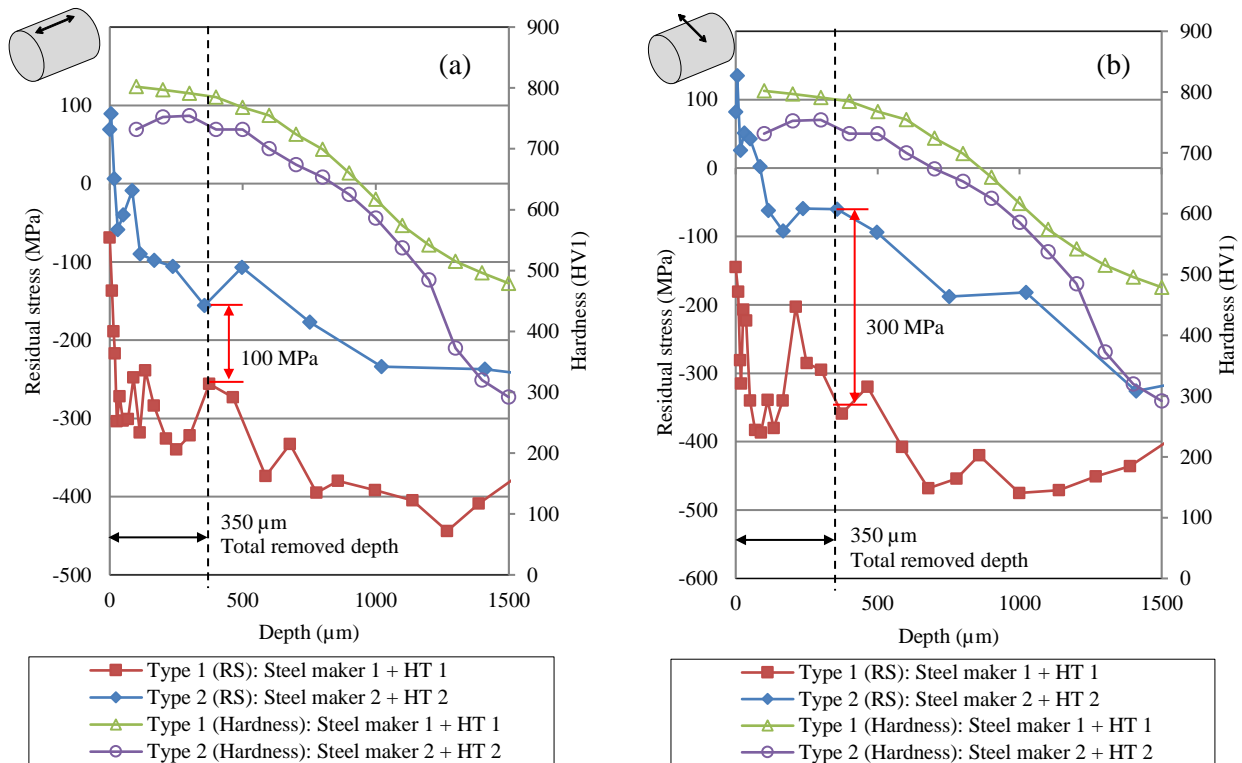 (a)
Residual stress (MPa)
100
0
-100
-200
-300
-400
-500
900
800
700
600
500
400
300
200
100
0
Hardness (HV1)
100 MPa
350 µm
Total removed depth
0
500
1000
1500
Depth (µm)
Type 1 (RS): Steel maker 1 + HT 1
Type 2 (RS): Steel maker 2 + HT 2
Type 1 (Hardness): Steel maker 1 + HT 1
Type 2 (Hardness): Steel maker 2 + HT 2
(b)
Residual stress (MPa)
100
0
-100
-200
-300
-400
-500
-600
900
800
700
600
500
400
300
200
100
0
Hardness (HV1)
300 MPa
350 µm
Total removed depth
0
500
1000
1500
Depth (µm)
Type 1 (RS): Steel maker 1 + HT 1
Type 2 (RS): Steel maker 2 + HT 2
Type 1 (Hardness): Steel maker 1 + HT 1
Type 2 (Hardness): Steel maker 2 + HT 2